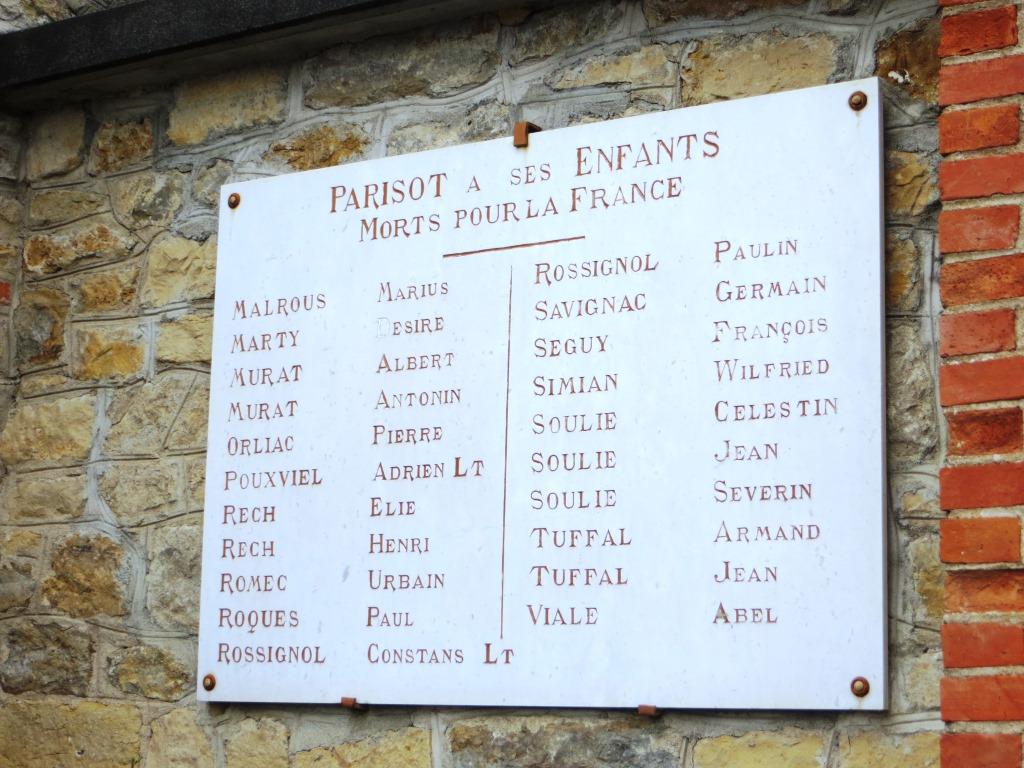 PARISOT A SES ENFANTS
MORTS POUR LA FRANCE
MALROUS MARIUS
MARTY DESIRE
MURAT ALBERT
MURAT ANTONIN
ORLIAC PIERRE
POUXVIEL ADRIEN LT
RECH ELIE
RECH HENRI
ROMEC URBAIN
ROQUES PAUL
ROSSIGNOL CONSTANS LT
ROSSIGNOL PAULIN
SAVIGNAC GERMAIN
SEGUY FRANÇOIS
SIMIAN WILFRIED
SOULIE CELESTIN
SOULIE JEAN
SOULIE SEVERIN
TUFFAL ARMAND
TUFFAL JEAN
VIALE ABEL